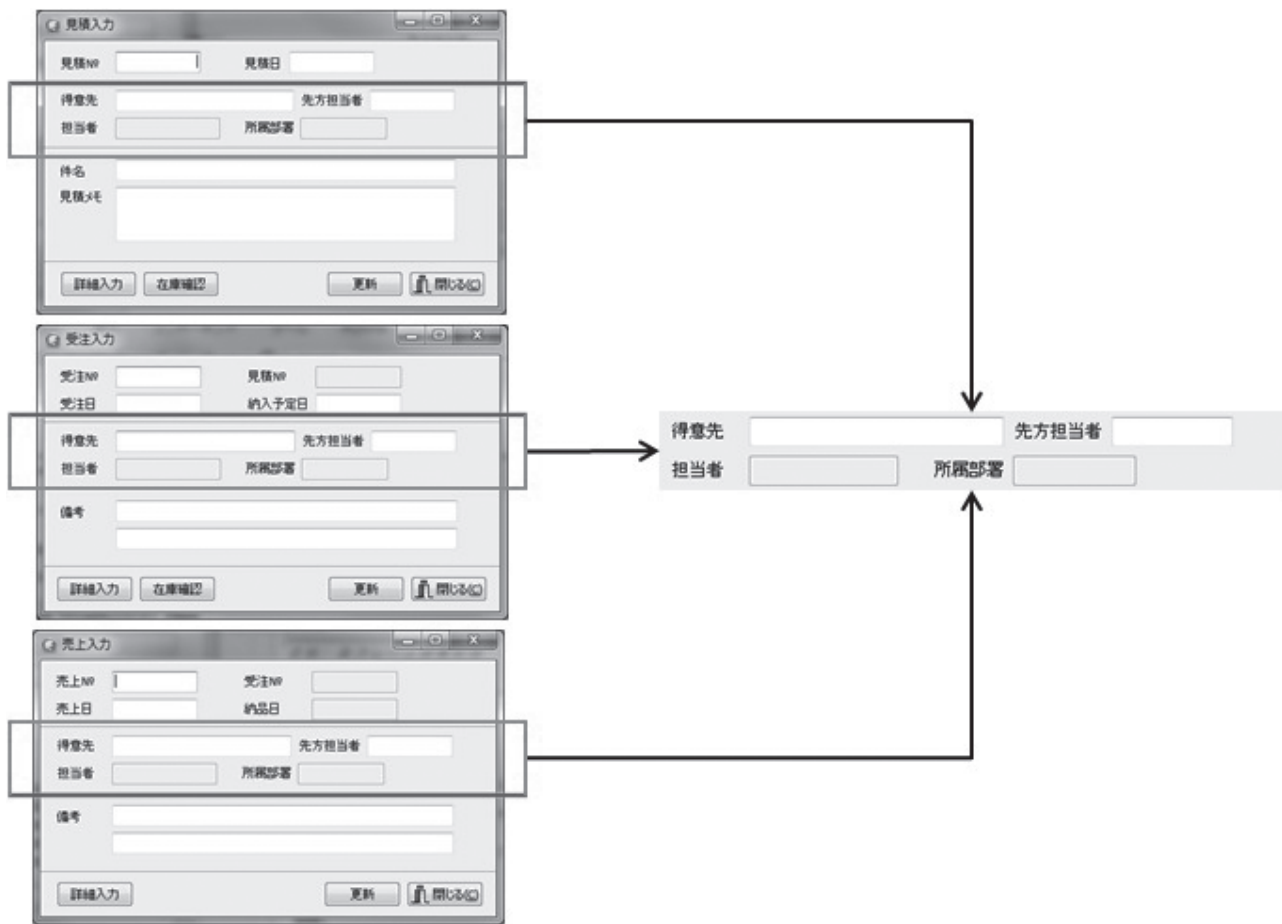 見積入力
見積№ 見積日
得意先 先方担当者
担当者 所属部署
件名
見積メモ
詳細入力 在庫確認 更新 閉じる(C)
受注入力
受注№ 見積№
受注日 納入予定日
得意先 先方担当者
担当者 所属部署
備考
詳細入力 在庫確認 更新 閉じる(C)
売上入力
売上№ 受注№
売上日 納品日
得意先 先方担当者
担当者 所属部署
備考
詳細入力 更新 閉じる(C)
得意先 先方担当者
担当者 所属部署